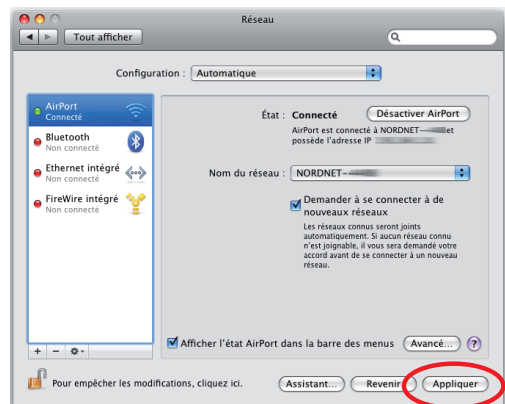 Réseau
Tout afficher
Configuration : Automatique
AirPort
Connecté
Bluetooth
Non connecté
Ethernet intégré
Non connecté
FireWire intégré
Non connecté
État : Connecté Désactiver AirPort
AirPort est connecté à NORDNET- et
possède l'adresse IP
Nom du réseau : NORDNET-
Demander à se connecter à de
nouveaux réseaux
Les réseaux connus seront joints
automatiquement. Si aucun réseau connu
n'est joignable, il vous sera demandé votre
accord avant de se connecter à un nouveau
réseau.
Afficher l'état AirPort dans la barre des menus Avancé... ?
Pour empêcher les modifications, cliquez ici. Assistant... Revenir Appliquer